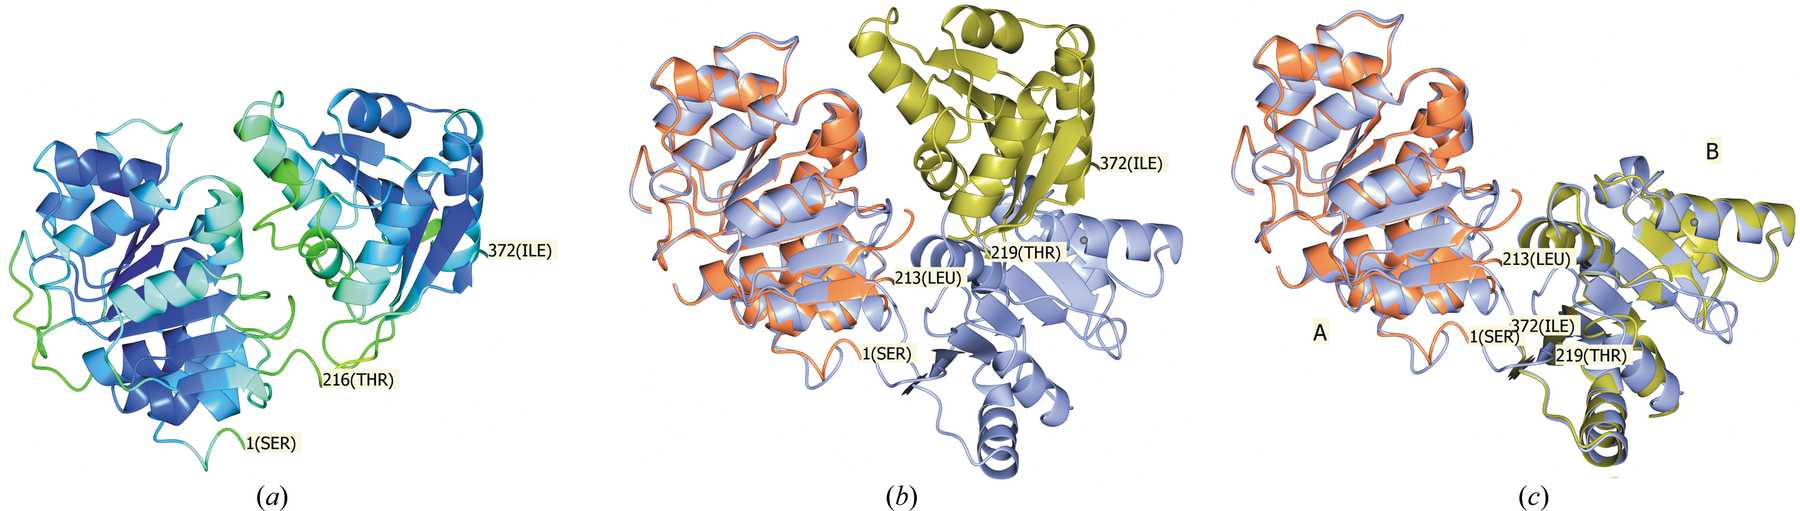 372(ILE)
216(THR)
1(SER)
(a)
372(ILE)
219(THR)
213(LEU)
1(SER)
(b)
B
213(LEU)
A
372(ILE)
1(SER)
219(THR)
(c)